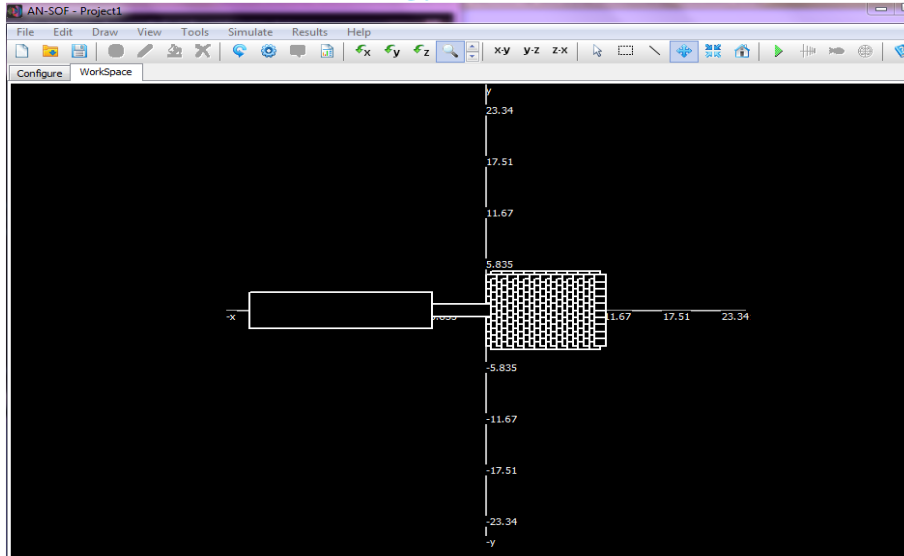 AN-SOF - Project1
File Edit Draw View Tools Simulate Results Help
x y z x-y y-z z-x
Configure WorkSpace
y
23.34
17.51
11.67
5.835
-x 11.67 17.51 23.34
-5.835
-11.67
-17.51
-23.34
-y